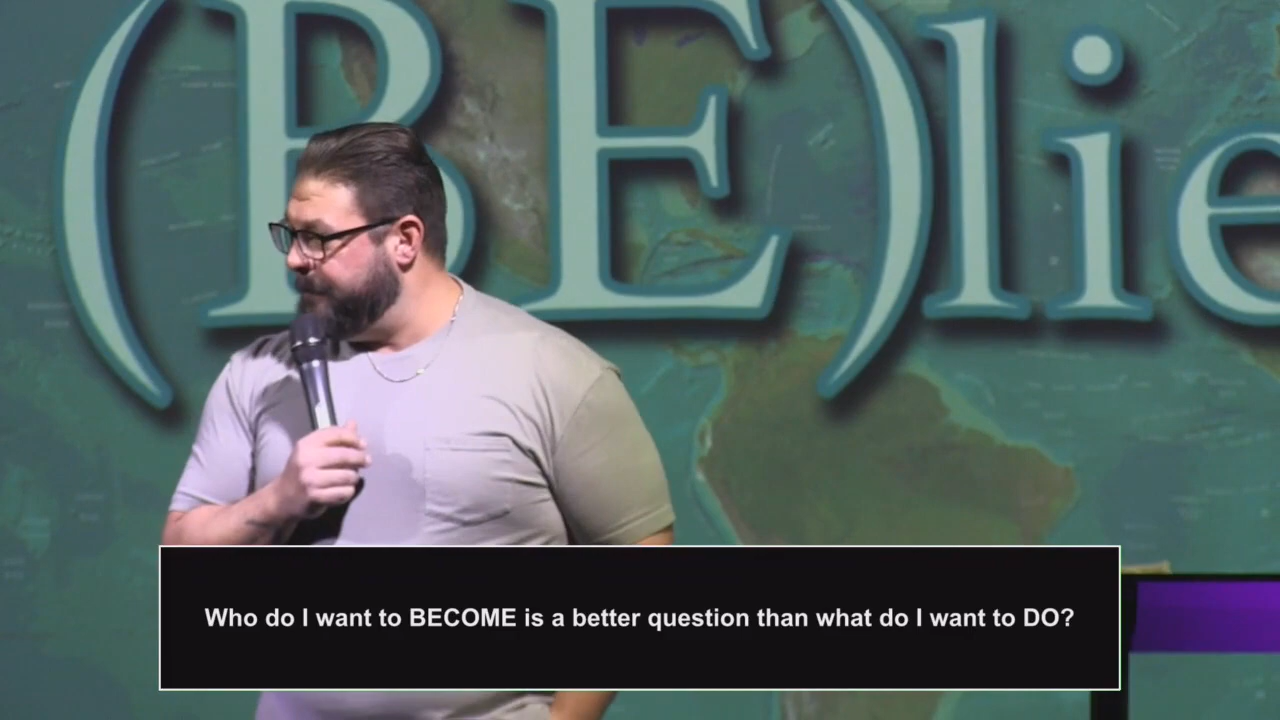 (BE)lie
Who do I want to BECOME is a better question than what do I want to DO?